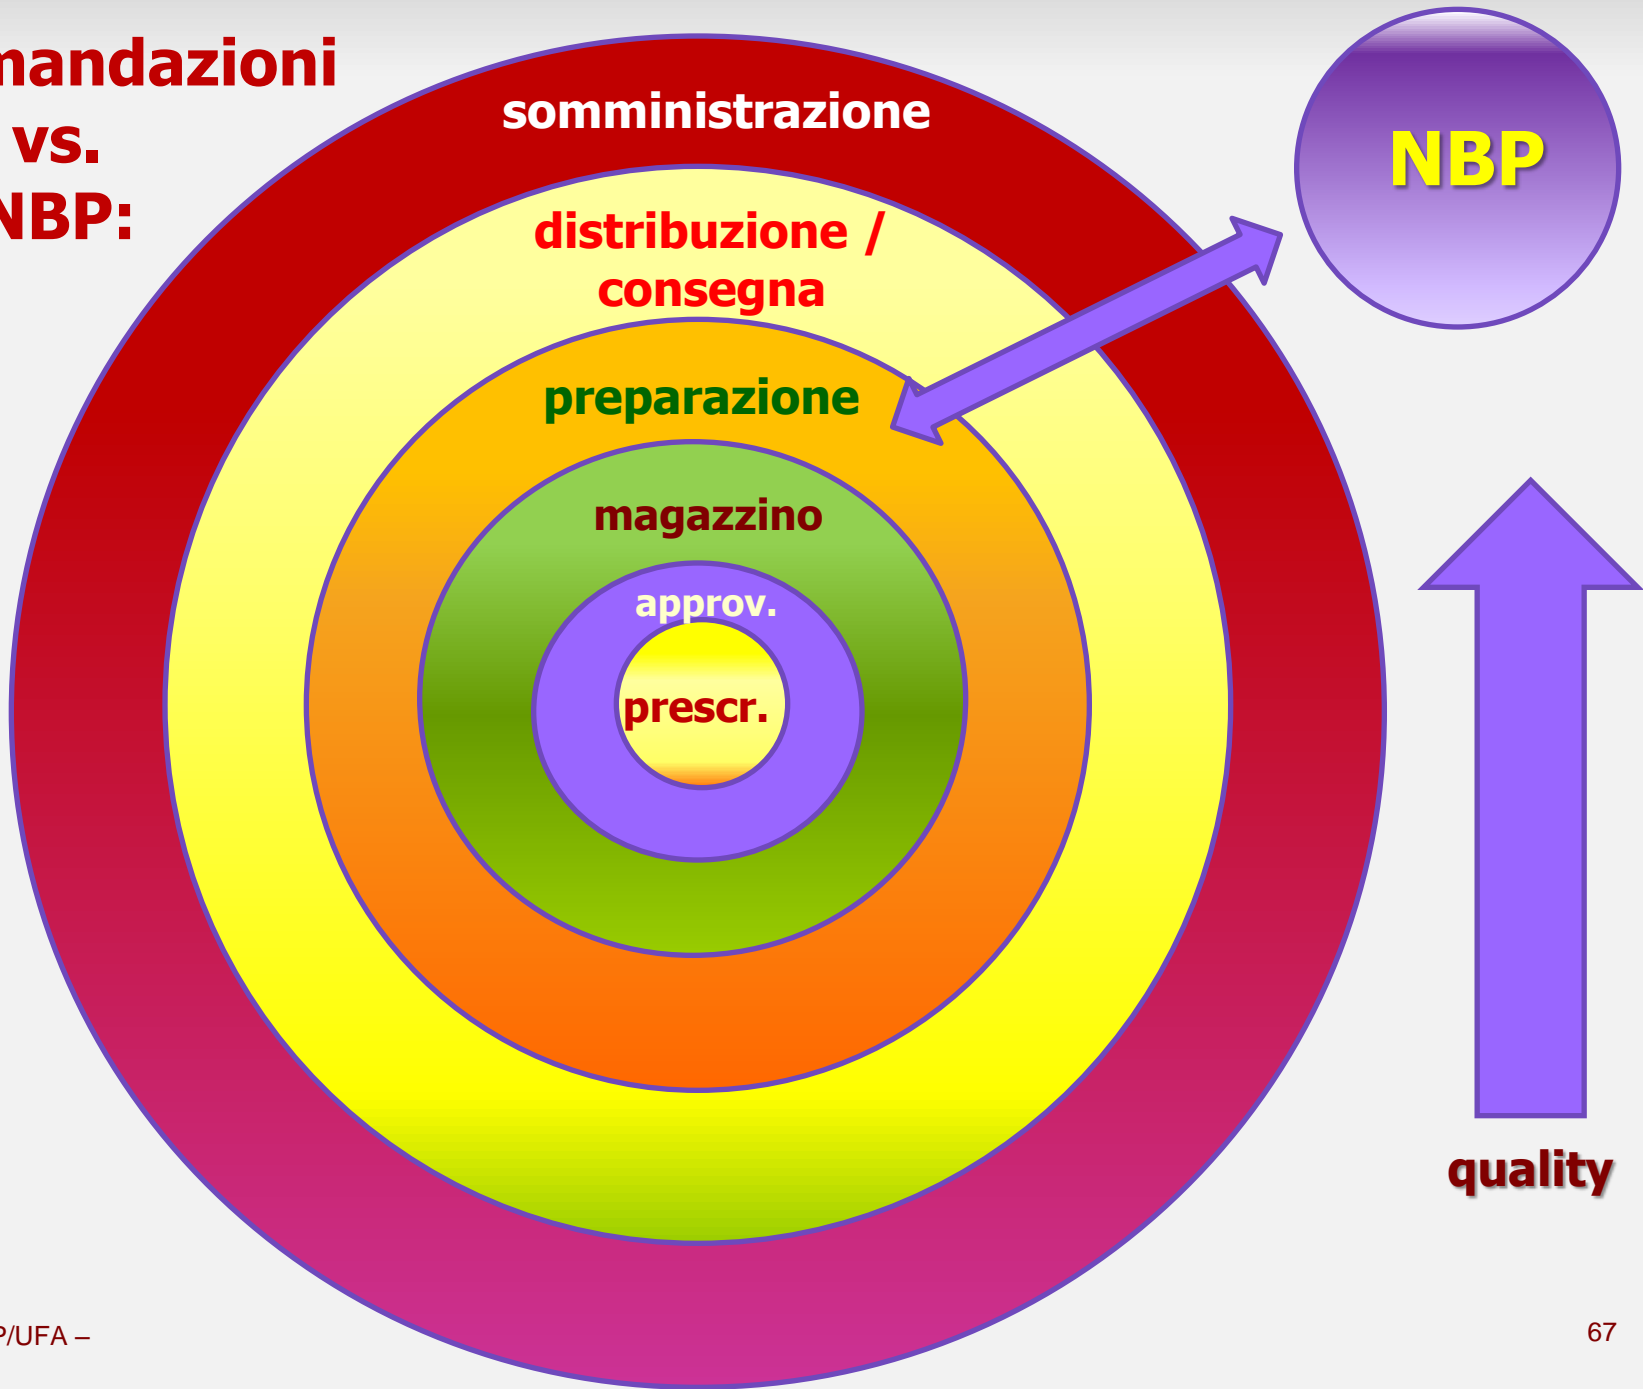 mandazioni
vs.
NBP:
somministrazione
NBP
distribuzione /
consegna
preparazione
magazzino
approv.
prescr.
quality
P/UFA –
67